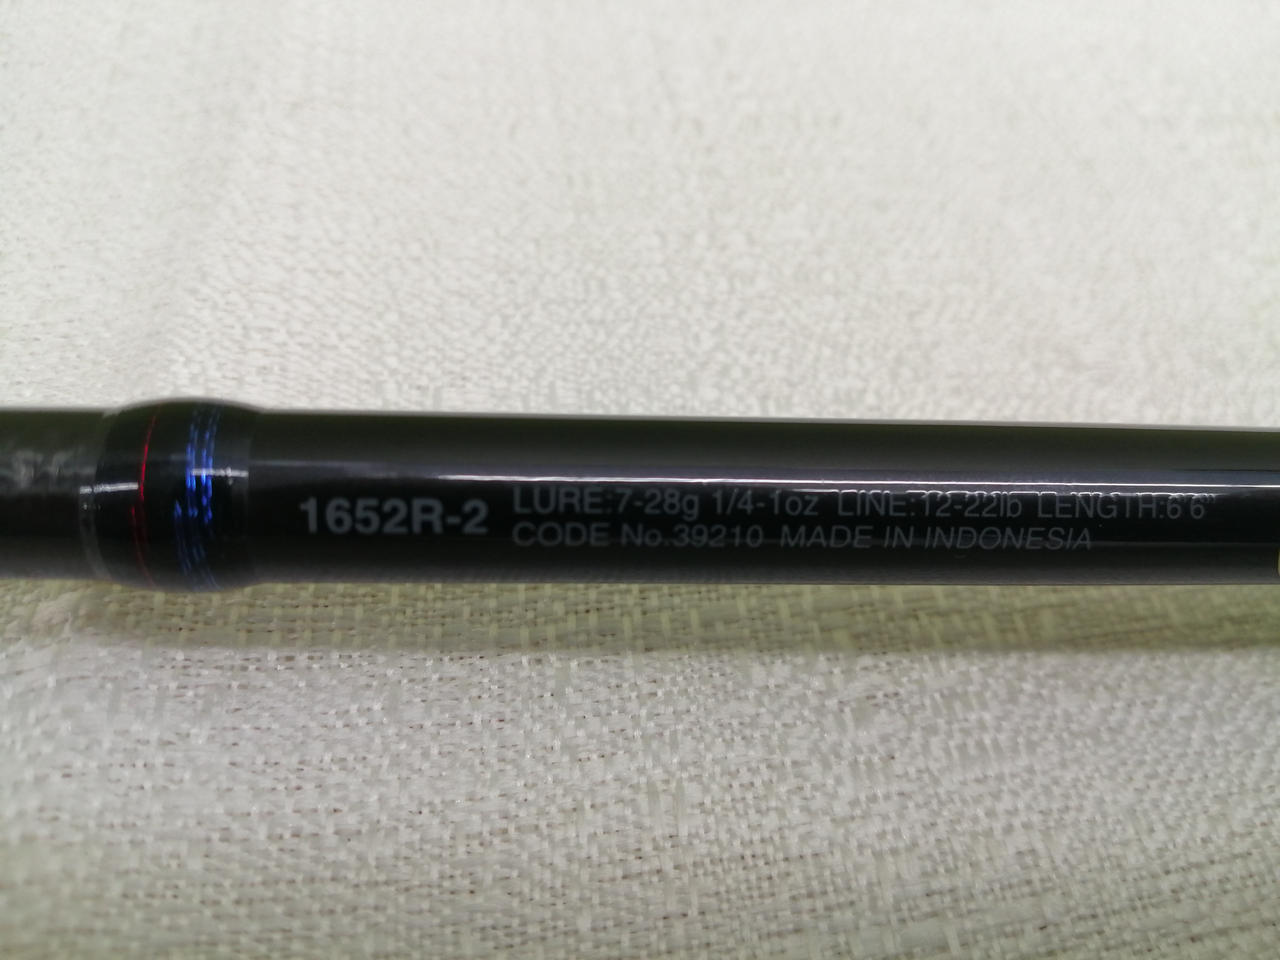 1652R-2
LURE:7-28g 1/4-1oz LINE:12-22lb LENGTH:6'6"
CODE No.39210 MADE IN INDONESIA